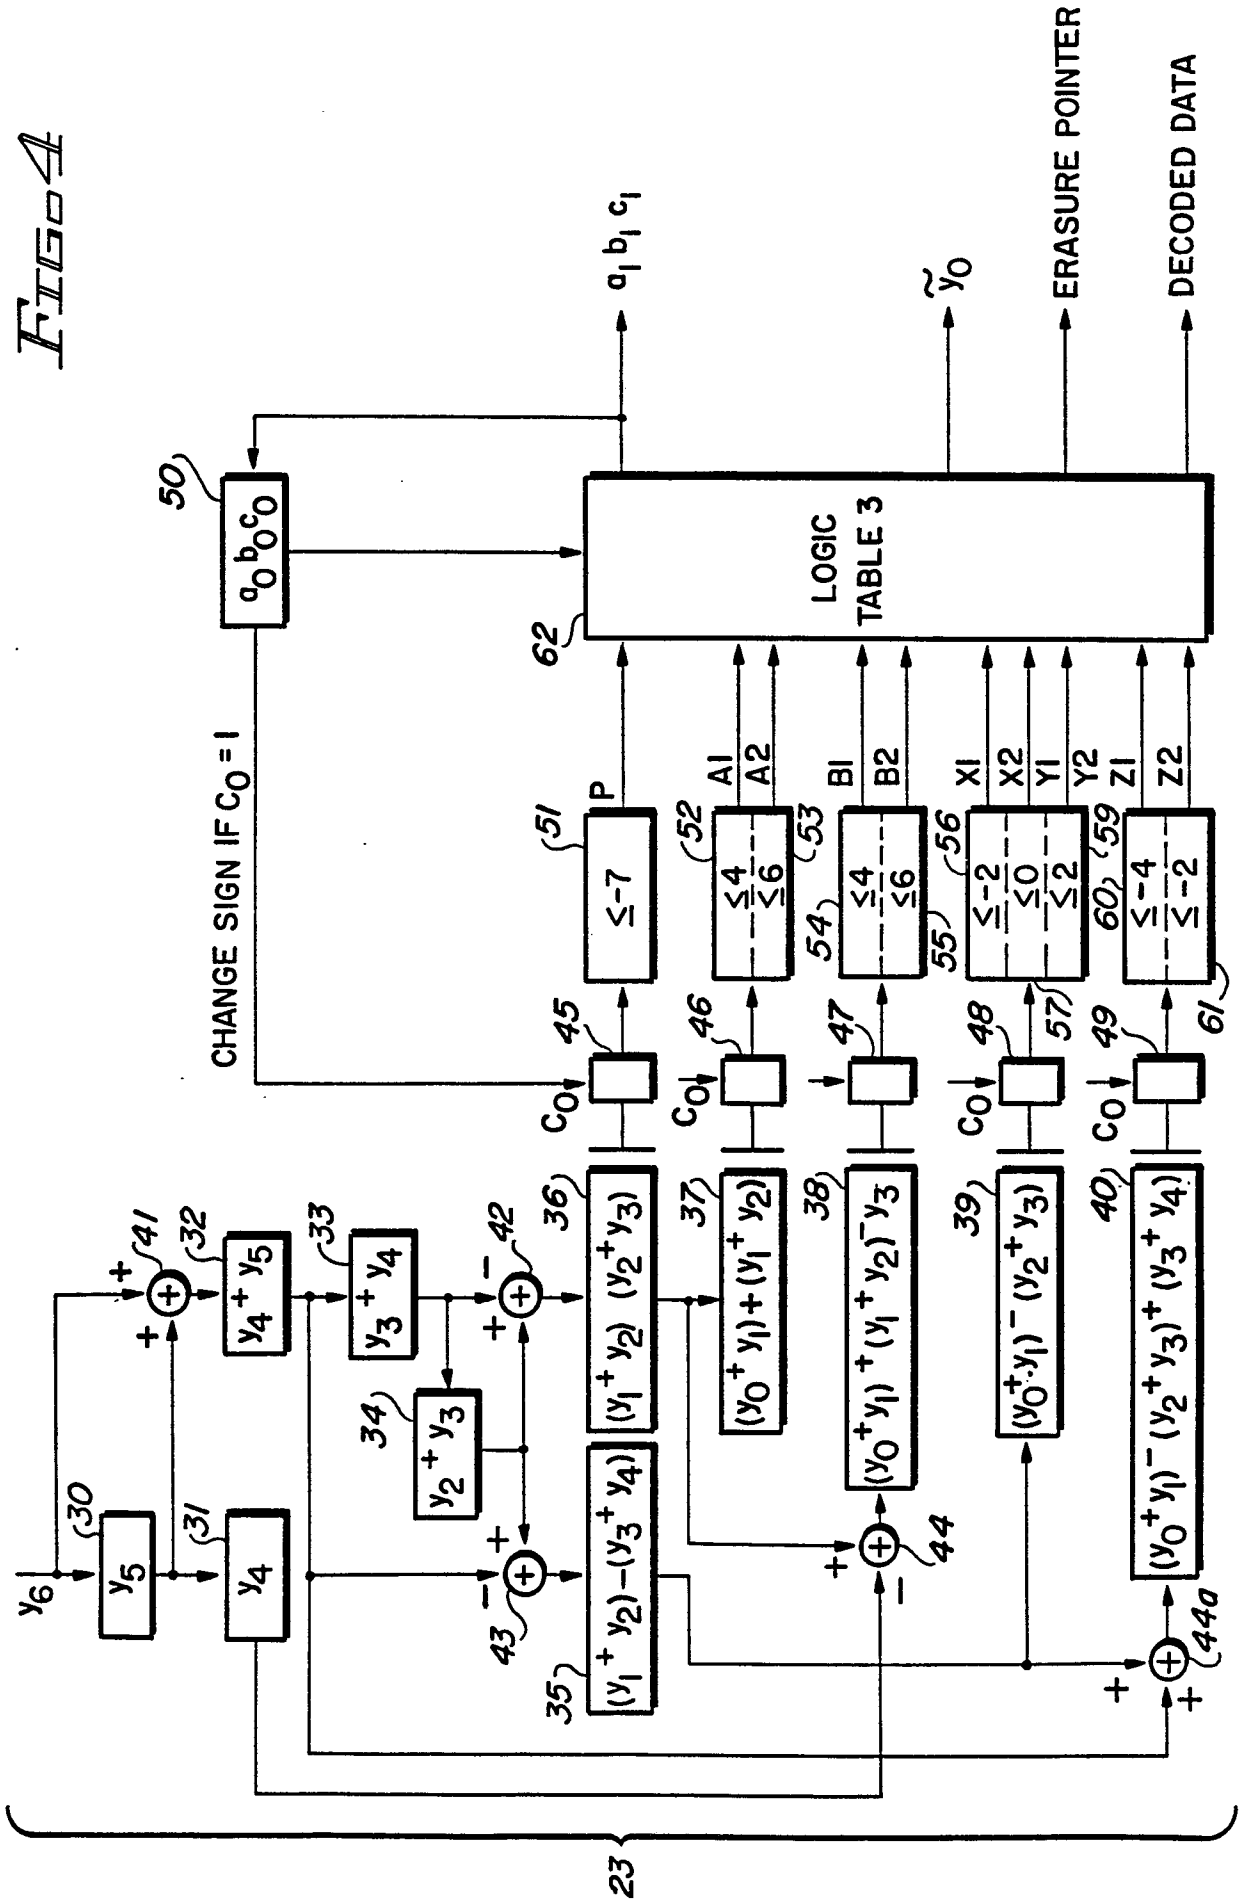 FIG. 4
23
y6
30
y5
31
y4
+
+
41
32
y4 + y5
33
y3 + y4
34
y2 + y3
+
−
42
+
−
43
35
(y1 + y2) − (y3 + y4)
36
(y1 + y2) (y2 + y3)
37
(y0 + y1) + (y1 + y2)
+
−
44
38
(y0 + y1) + (y1 + y2) − y3
39
(y0 + y1) − (y2 + y3)
+
+
44a
40
(y0 + y1) − (y2 + y3) + (y3 + y4)
CHANGE SIGN IF C0 = 1
50
a0 b0 c0
C0
45
C0
46
47
C0
48
C0
49
51
≤-7
P
52
≤4
≤6
53
A1
A2
54
≤4
≤6
55
B1
B2
56
≤-2
≤0
≤2
57
59
X1
X2
Y1
Y2
60
≤-4
≤-2
61
Z1
Z2
62
LOGIC
TABLE 3
a1 b1 c1
ỹ0
ERASURE POINTER
DECODED DATA